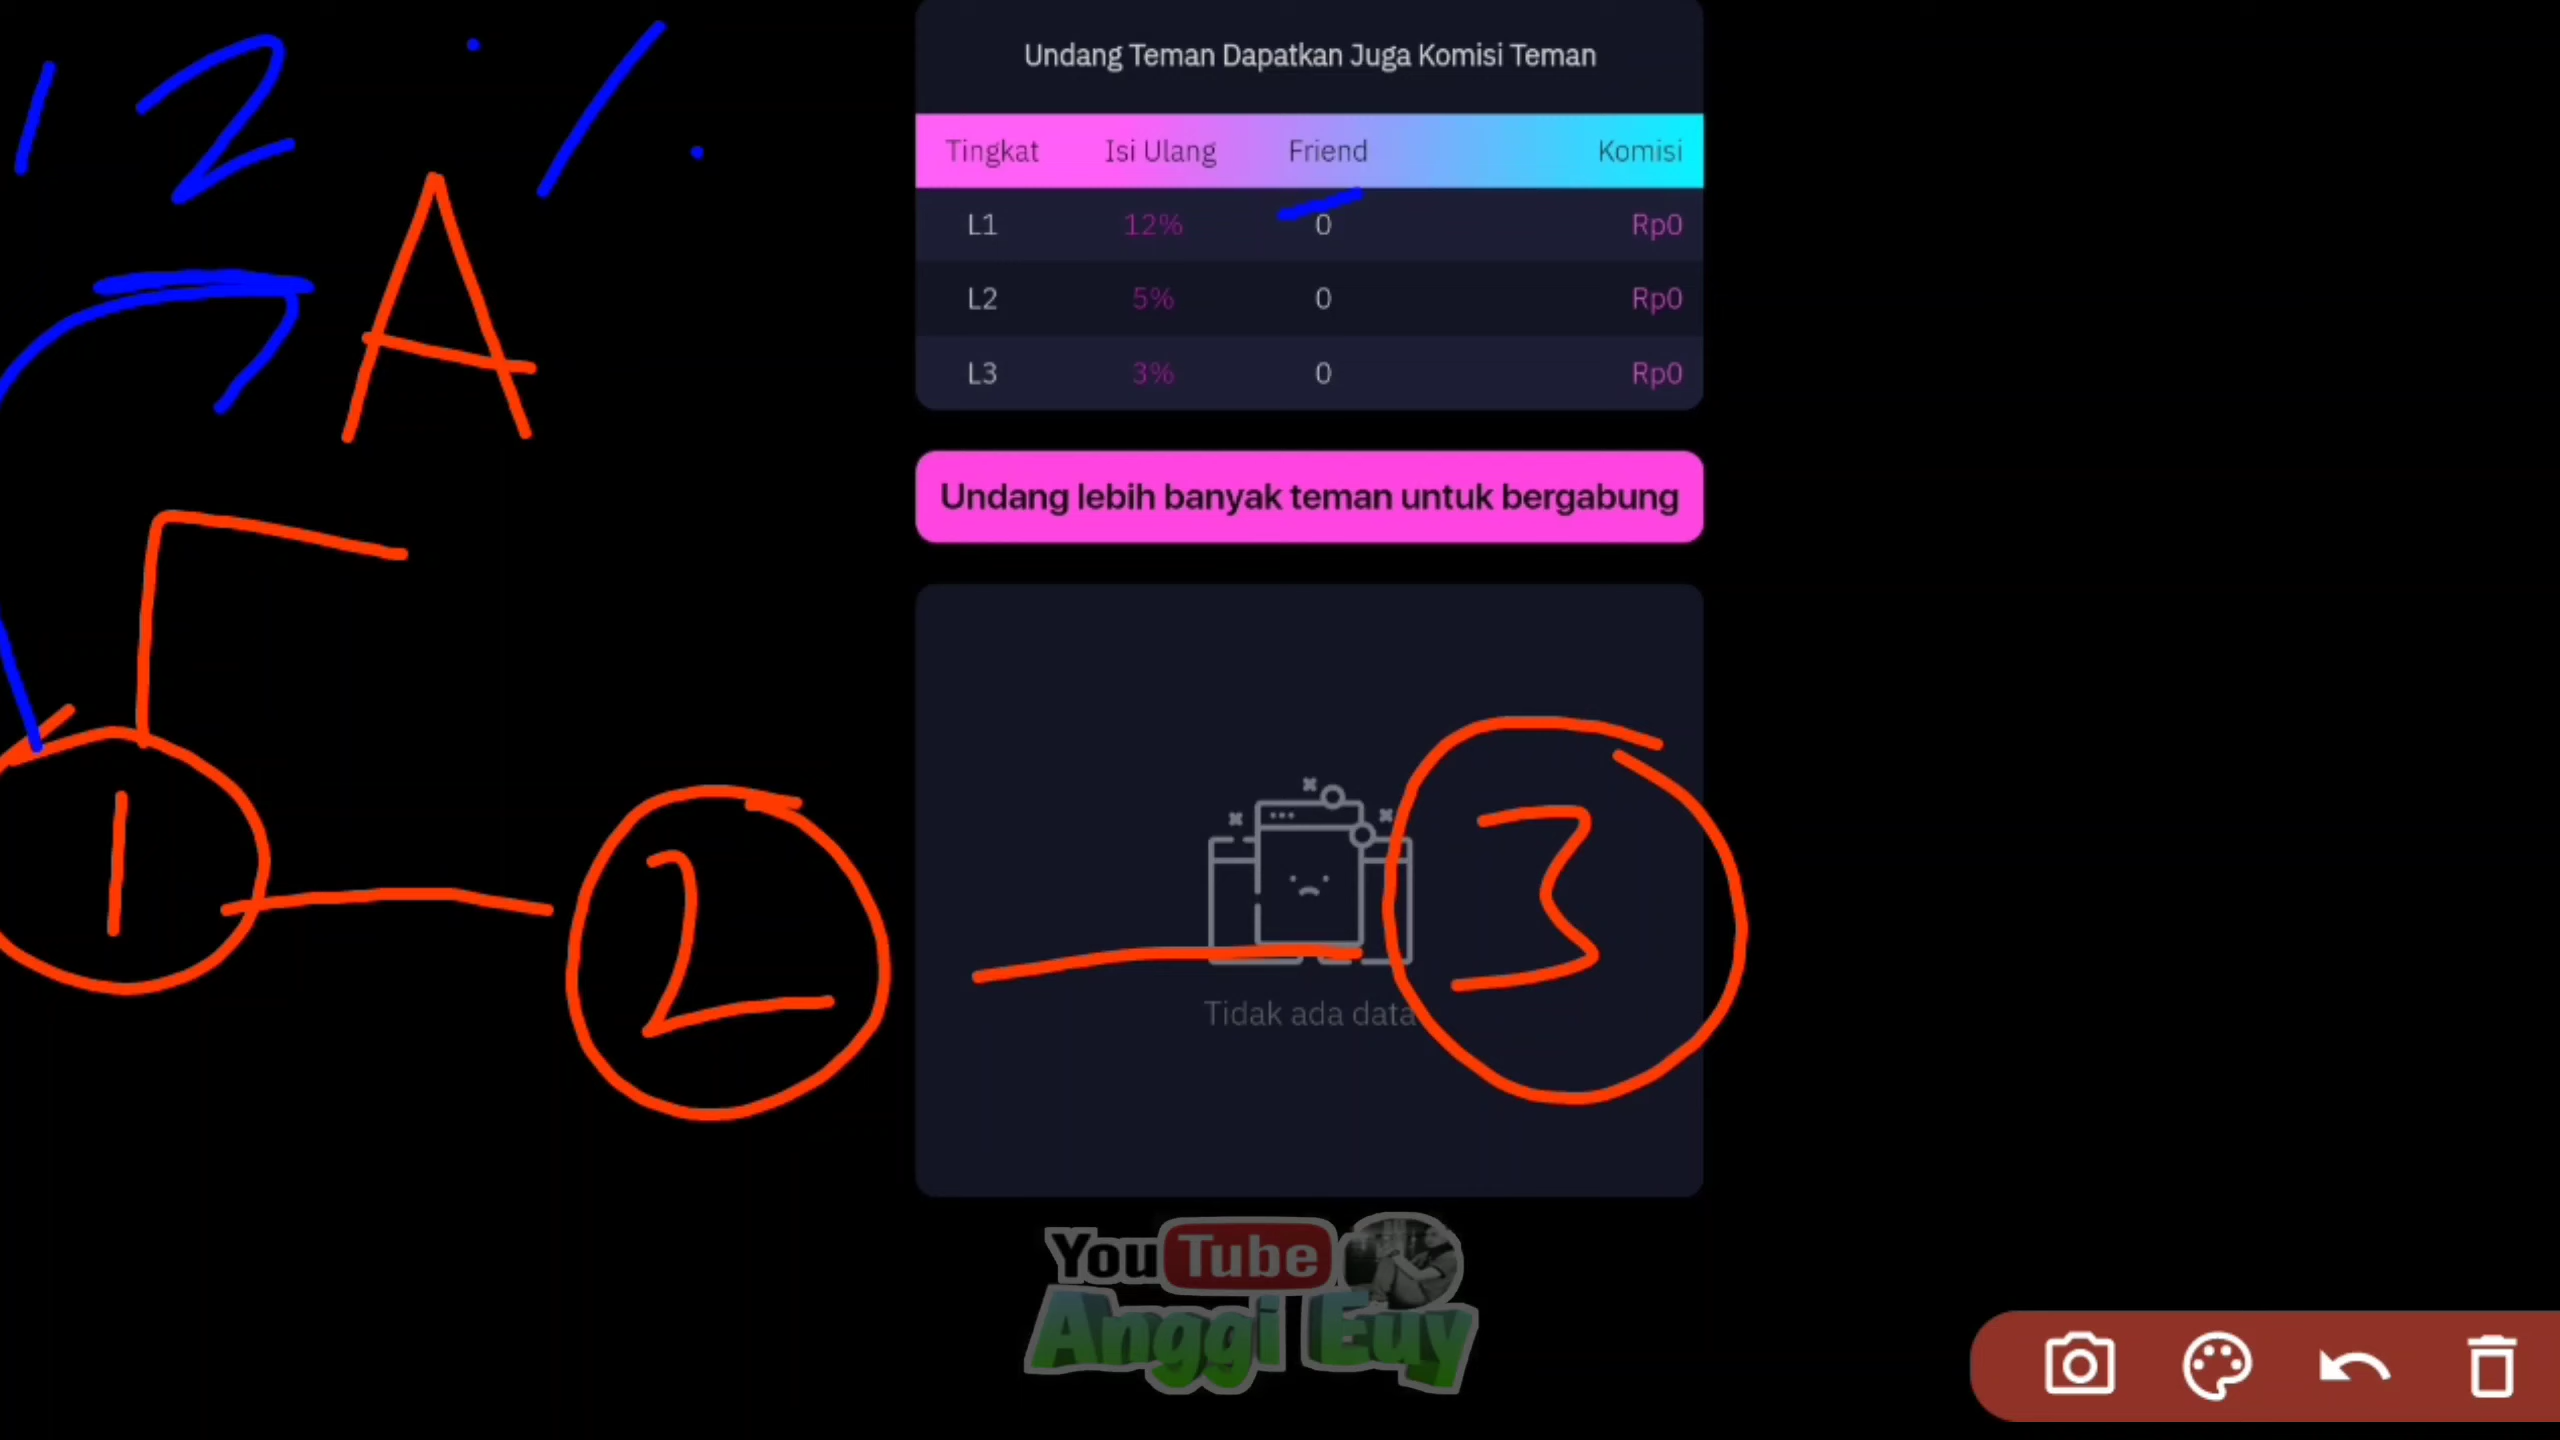 12 %
A
1
2
3
Undang Teman Dapatkan Juga Komisi Teman
Tingkat Isi Ulang Friend Komisi
L1 12% 0 Rp0
L2 5% 0 Rp0
L3 3% 0 Rp0
Undang lebih banyak teman untuk bergabung
Tidak ada data
YouTube
Anggi Euy